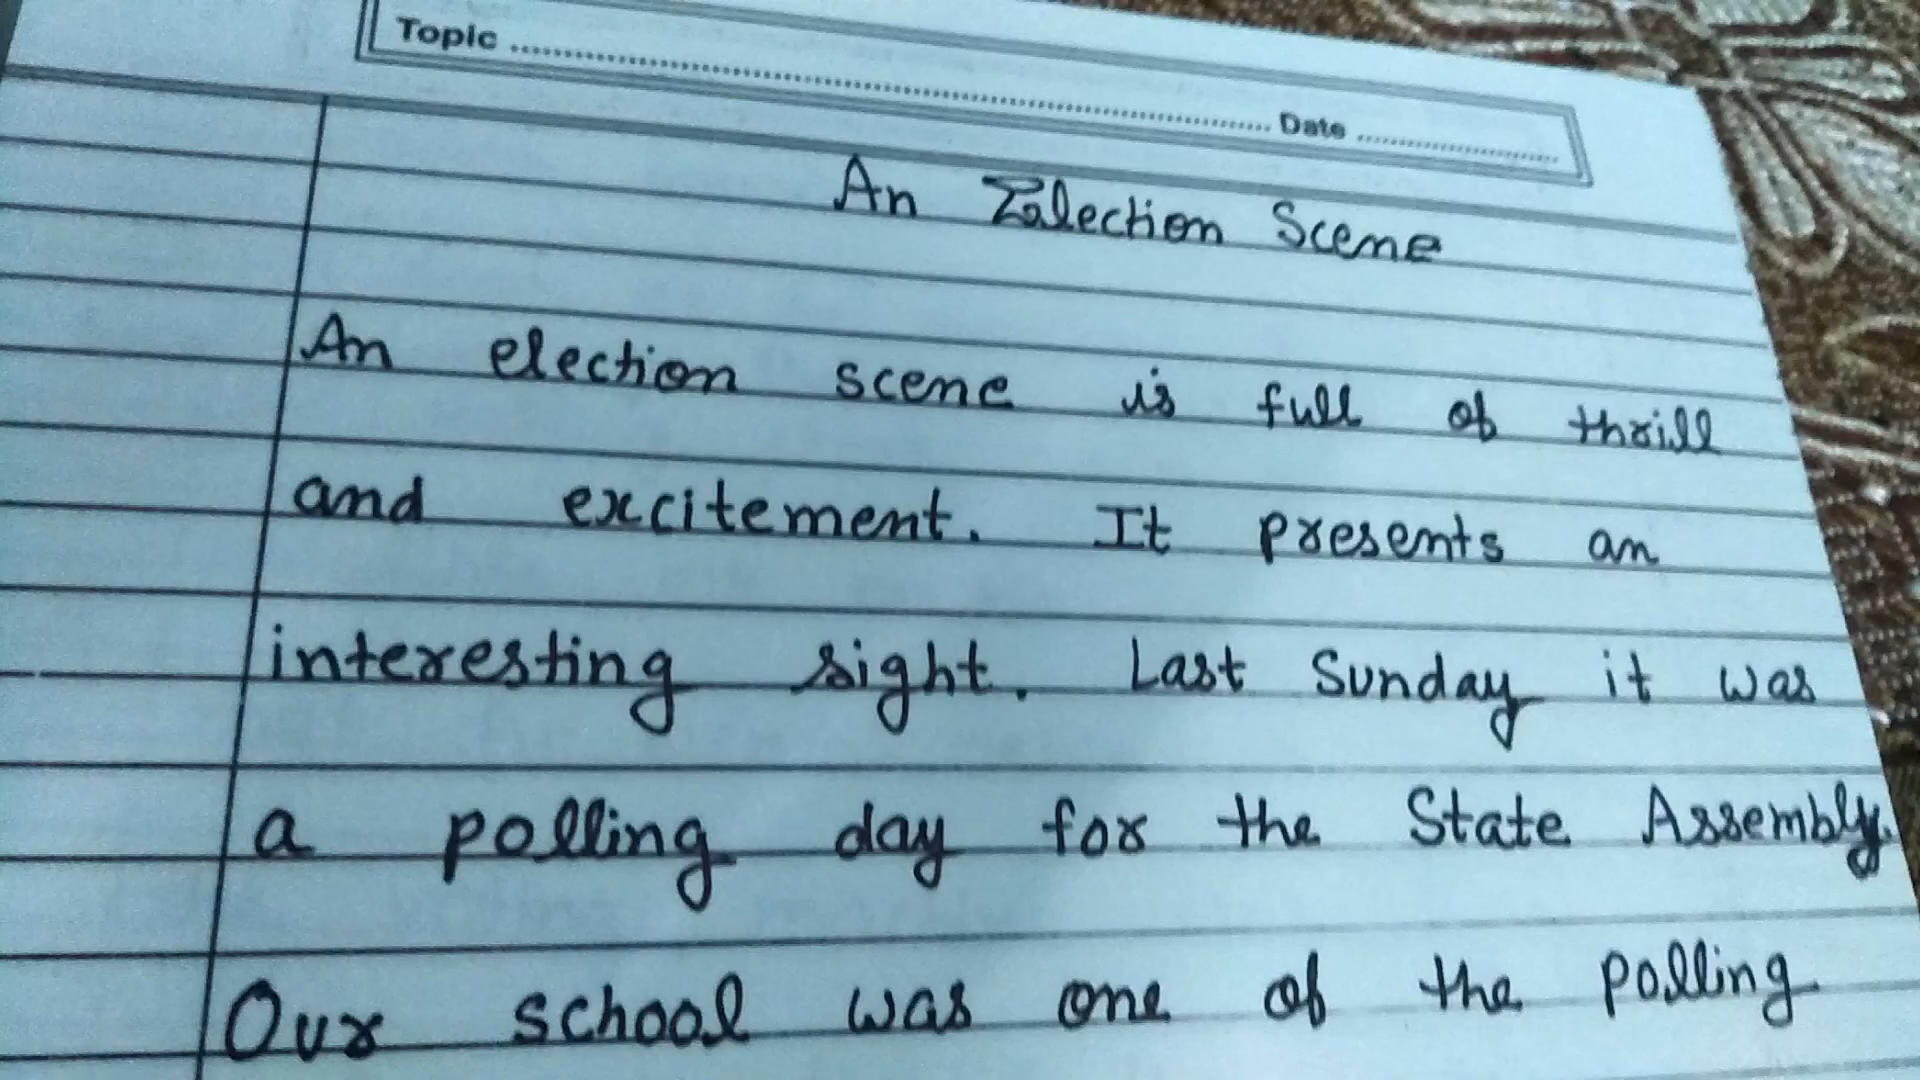 Topic Date
An Election Scene
An election scene is full of thrill
and excitement. It presents an
interesting sight. Last Sunday it was
a polling day for the State Assembly.
Our school was one of the polling